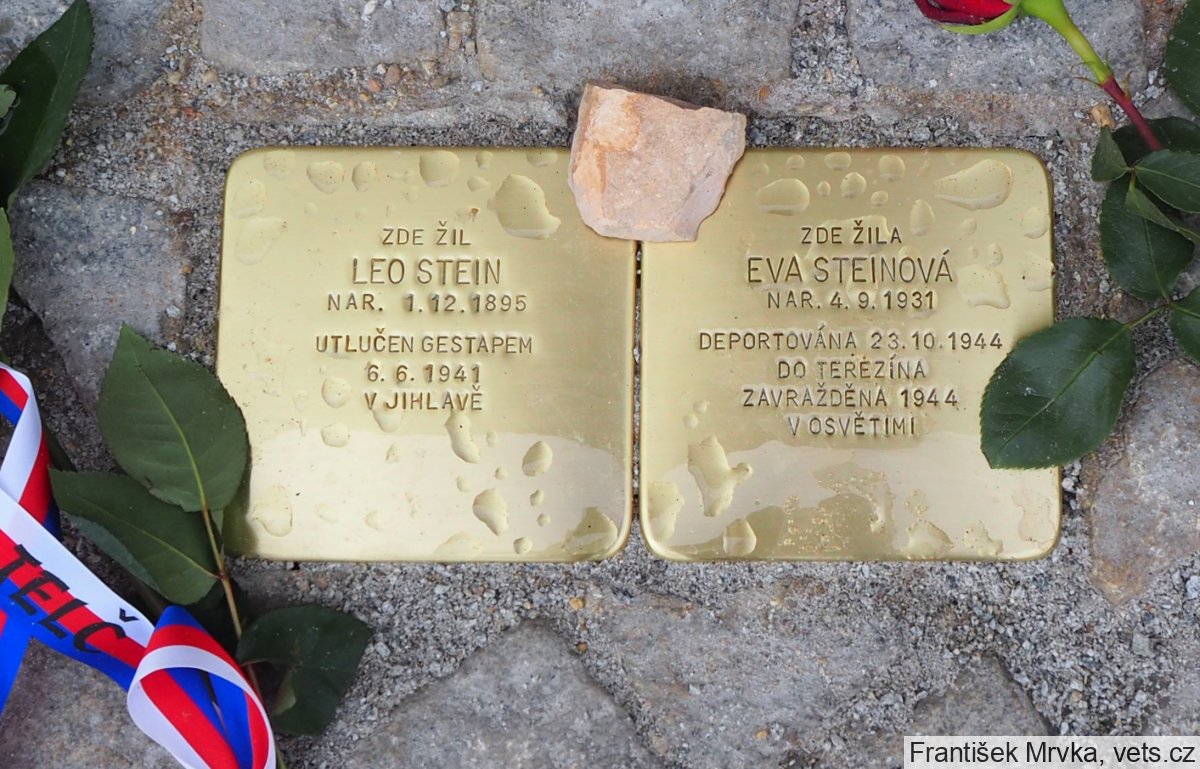 ZDE ŽIL
LEO STEIN
NAR. 1.12.1895
UTLUČEN GESTAPEM
6.6.1941
V JIHLAVĚ
ZDE ŽILA
EVA STEINOVÁ
NAR. 4.9.1931
DEPORTOVÁNA 23.10.1944
DO TEREZÍNA
ZAVRAŽDĚNA 1944
V OSVĚTIMI
TELČ
František Mrvka, vets.cz